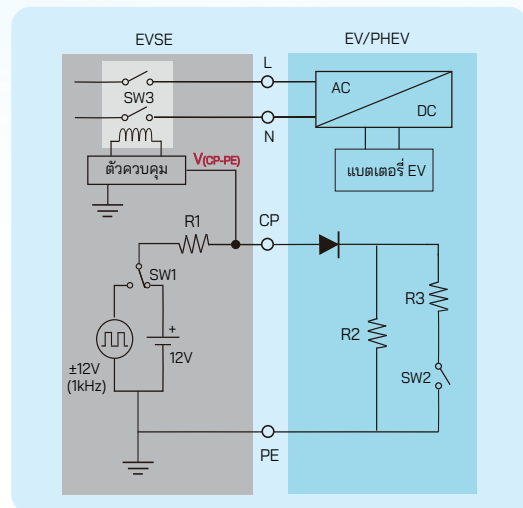 EVSE
EV/PHEV
L
AC
SW3
DC
N
V(CP-PE)
ตัวควบคุม
แบตเตอรี่ EV
R1
CP
SW1
R3
R2
+
12V
±12V
(1kHz)
SW2
PE